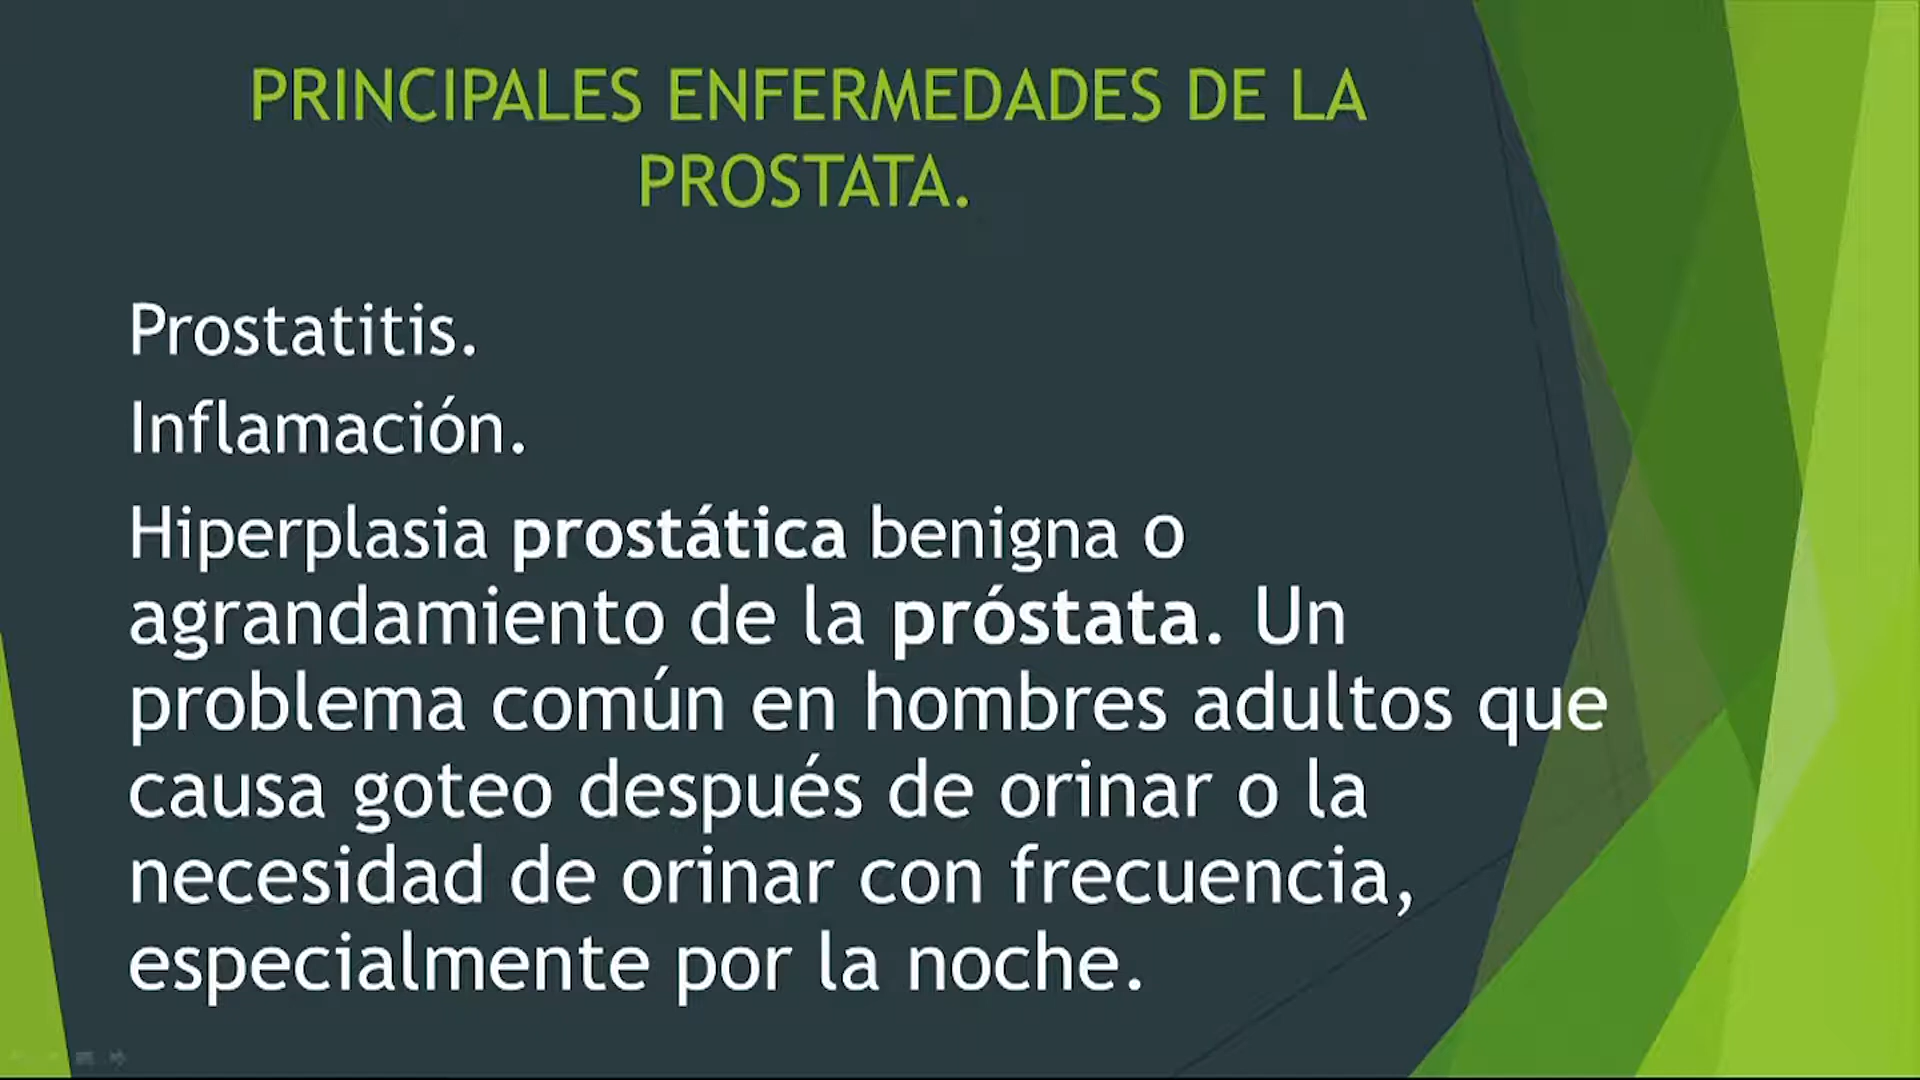 PRINCIPALES ENFERMEDADES DE LA
PROSTATA.
Prostatitis.
Inflamación.
Hiperplasia prostática benigna o
agrandamiento de la próstata. Un
problema común en hombres adultos que
causa goteo después de orinar o la
necesidad de orinar con frecuencia,
especialmente por la noche.